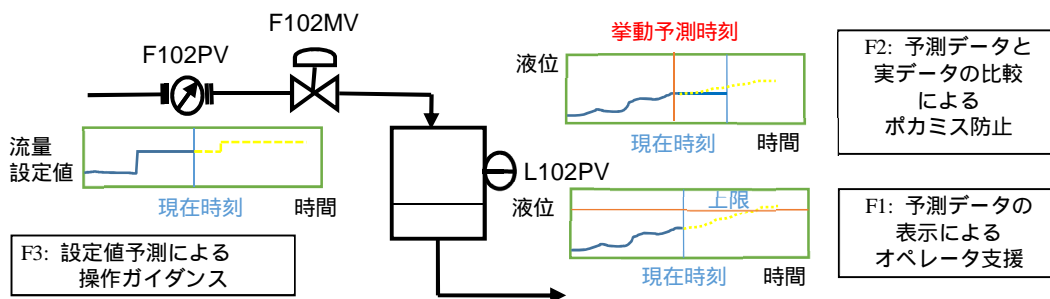 F102MV
F102PV
流量
設定値
現在時刻
時間
F3: 設定値予測による
操作ガイダンス
L102PV
挙動予測時刻
液位
現在時刻
時間
F2: 予測データと
実データの比較
による
ポカミス防止
液位
上限
現在時刻
時間
F1: 予測データの
表示による
オペレータ支援